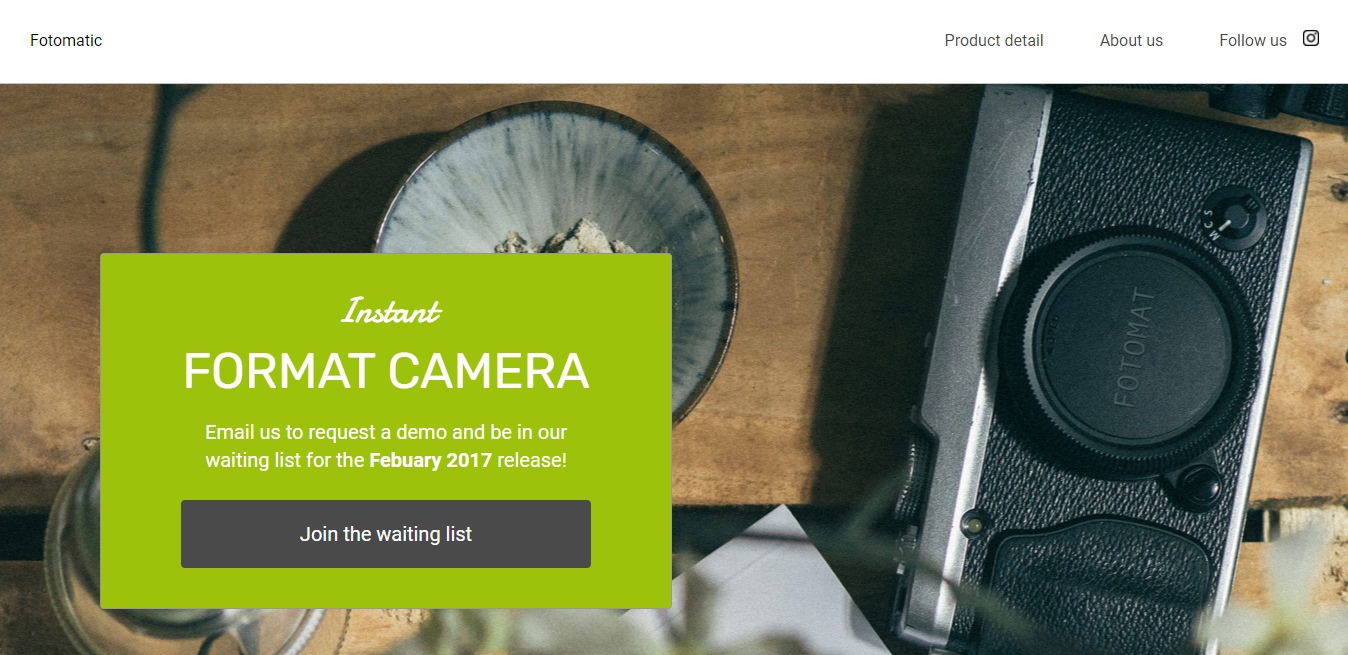 Fotomatic
Product detail
About us
Follow us
Instant
FORMAT CAMERA
Email us to request a demo and be in our
waiting list for the Febuary 2017 release!
Join the waiting list
FOTOMAT
M C S